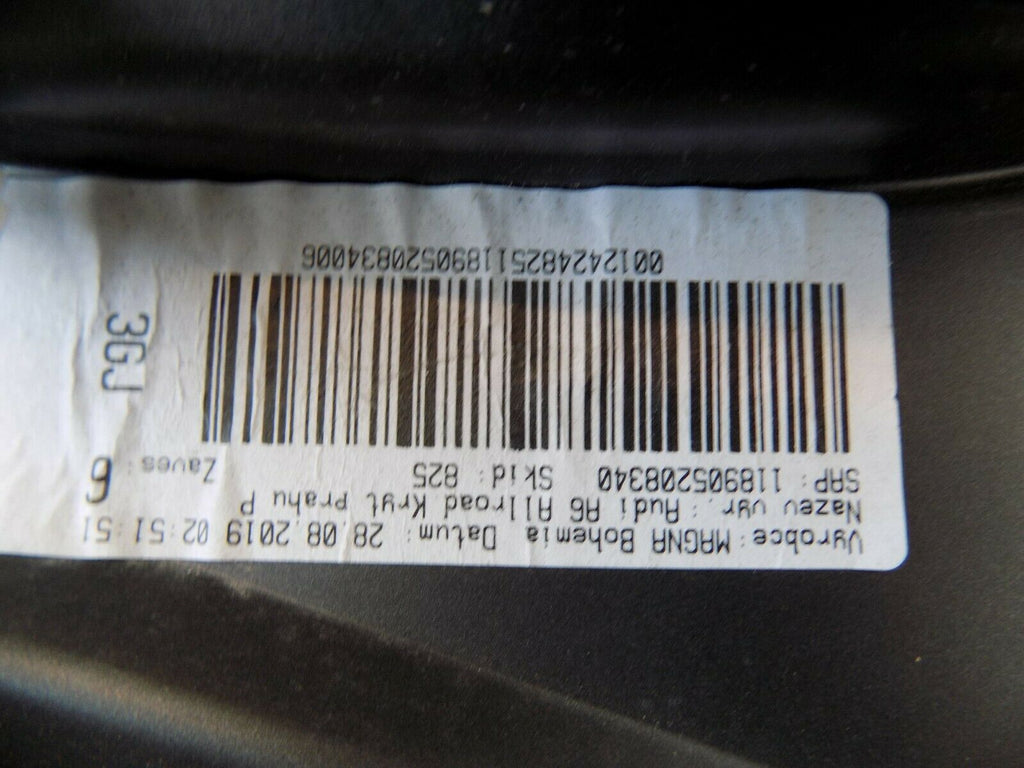 Vyrobce: MAGNA Bohemia Datum: 28.08.2019 02:51:51
Nazev vyr.: Audi A6 Allroad Kryt prahu P
SAP: 118905208340 Skid: 825 Zaves: 6
3GJ
001242482511890520834006